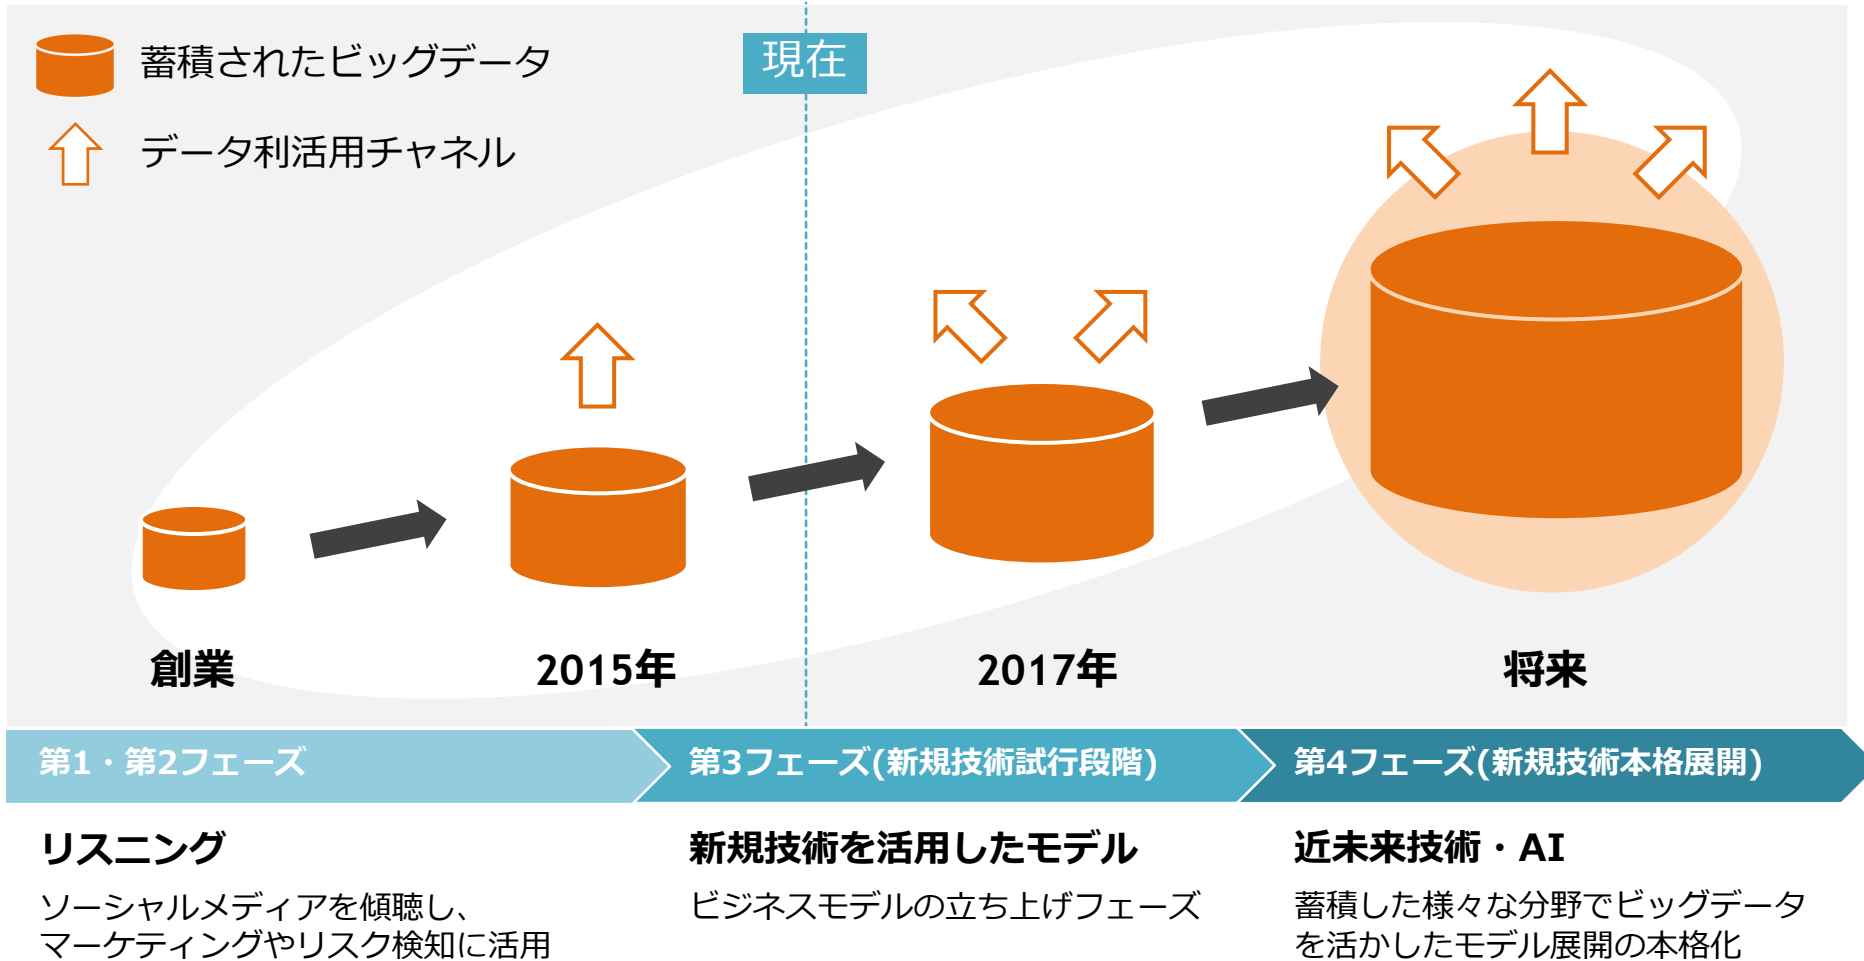 蓄積されたビッグデータ
データ利活用チャネル
現在
創業
2015年
2017年
将来
第1・第2フェーズ
第3フェーズ(新規技術試行段階)
第4フェーズ(新規技術本格展開)
リスニング
ソーシャルメディアを傾聴し、
マーケティングやリスク検知に活用
新規技術を活用したモデル
ビジネスモデルの立ち上げフェーズ
近未来技術・AI
蓄積した様々な分野でビッグデータ
を活かしたモデル展開の本格化